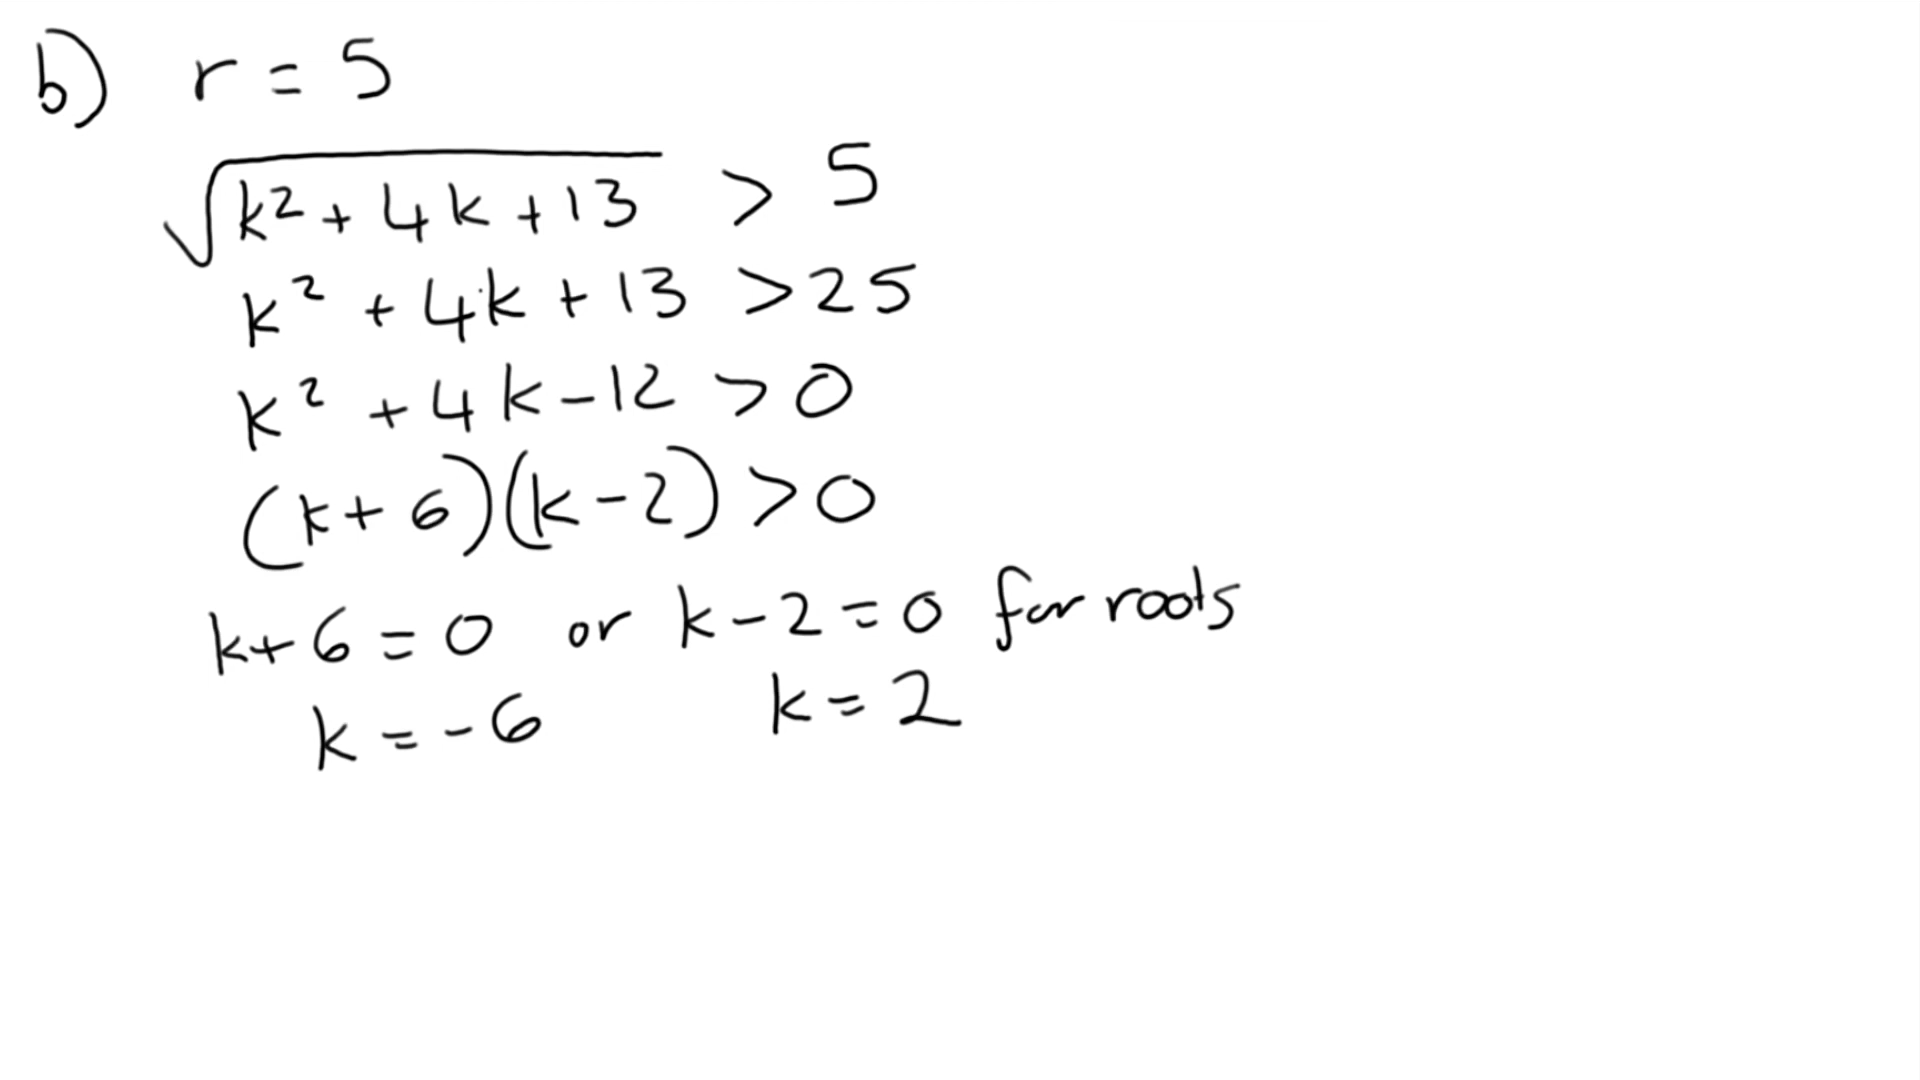 b) r = 5
√(k² + 4k + 13) > 5
k² + 4k + 13 > 25
k² + 4k - 12 > 0
(k + 6)(k - 2) > 0
k + 6 = 0 or k - 2 = 0 for roots
k = -6 k = 2